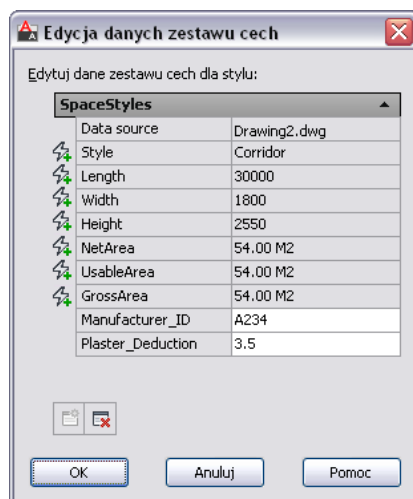 Edycja danych zestawu cech
Edytuj dane zestawu cech dla stylu:
SpaceStyles
Data source Drawing2.dwg
Style Corridor
Length 30000
Width 1800
Height 2550
NetArea 54.00 M2
UsableArea 54.00 M2
GrossArea 54.00 M2
Manufacturer_ID A234
Plaster_Deduction 3.5
OK Anuluj Pomoc